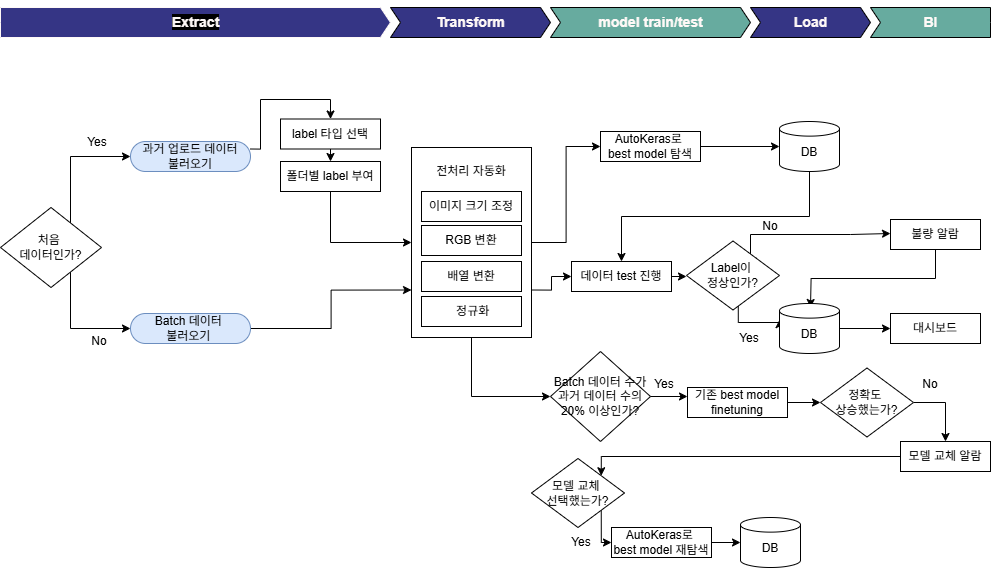 Extract
Transform
model train/test
Load
BI
Yes
과거 업로드 데이터
불러오기
label 타입 선택
폴더별 label 부여
처음
데이터인가?
No
Batch 데이터
불러오기
전처리 자동화
이미지 크기 조정
RGB 변환
배열 변환
정규화
AutoKeras로
best model 탐색
DB
데이터 test 진행
Label이
정상인가?
No
불량 알람
Yes
DB
대시보드
Batch 데이터 수가
과거 데이터 수의
20% 이상인가?
Yes
기존 best model
finetuning
정확도
상승했는가?
No
모델 교체 알람
모델 교체
선택했는가?
Yes
AutoKeras로
best model 재탐색
DB